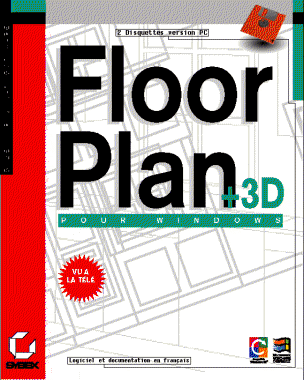 2 Disquettes version PC
Floor
Plan
+3D
POUR WINDOWS
VU A
LA TÉLÉ
SYBEX
Logiciel et documentation en français